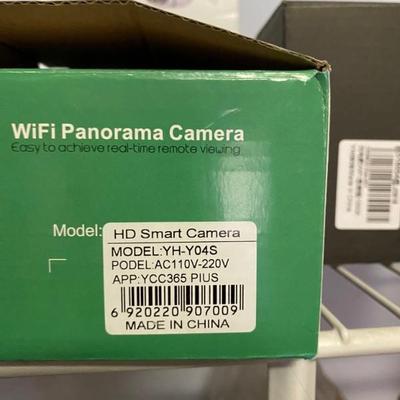 WiFi Panorama Camera
Easy to achieve real-time remote viewing
Model:
HD Smart Camera
MODEL:YH-Y04S
PODEL:AC110V-220V
APP:YCC365 PIUS
6 920220 907009
MADE IN CHINA